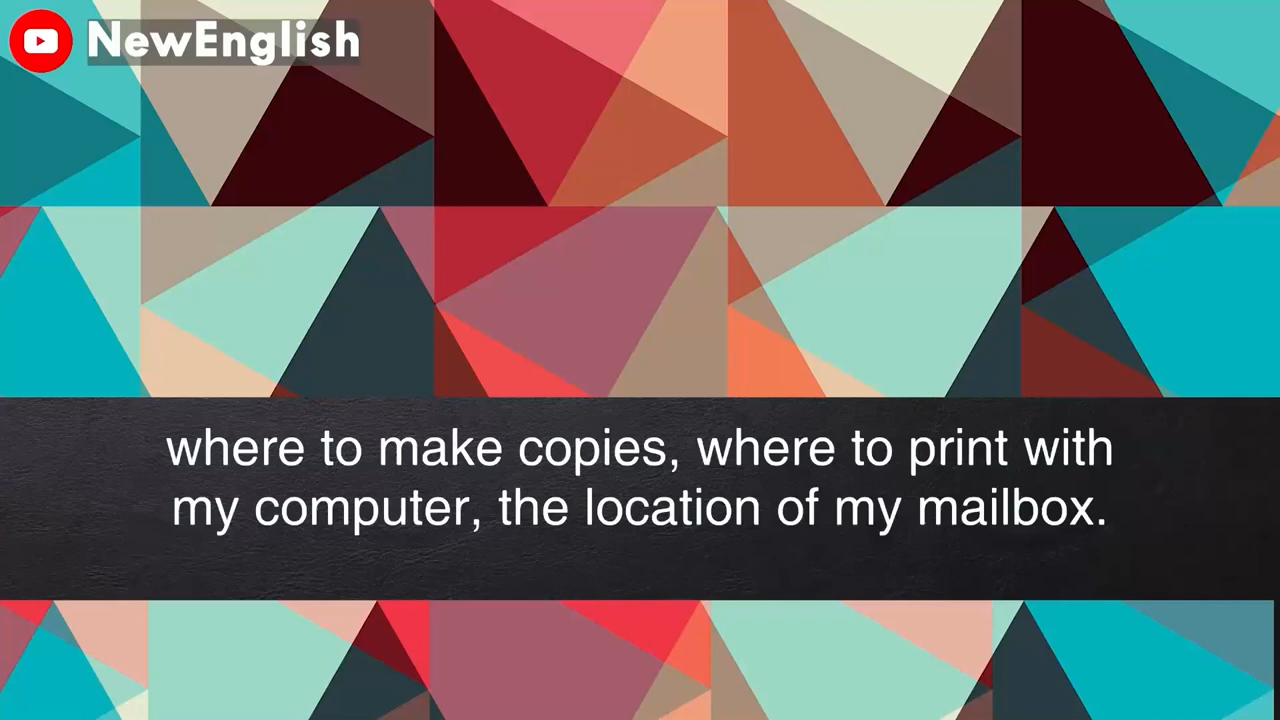 NewEnglish
where to make copies, where to print with
my computer, the location of my mailbox.